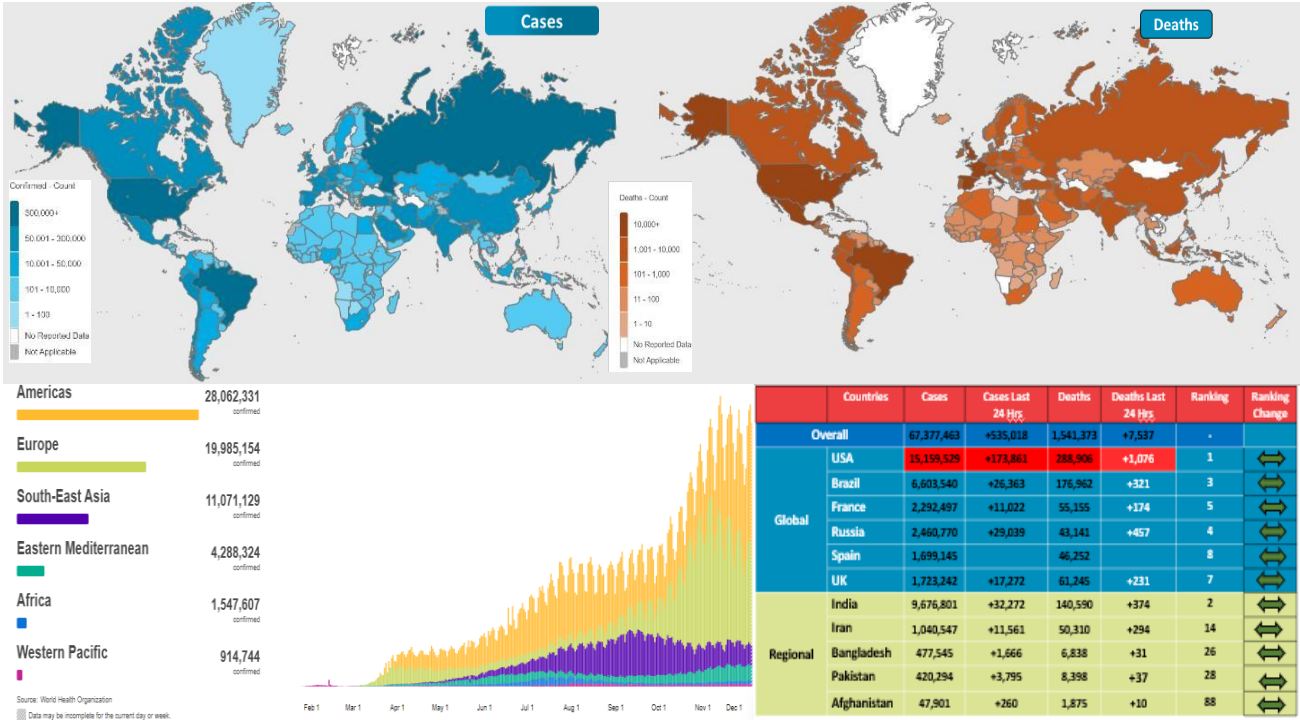 Cases
Deaths
Confirmed - Count
300,000+
50,001 - 300,000
10,001 - 50,000
101 - 10,000
1 - 100
No Reported Data
Not Applicable
Deaths - Count
10,000+
1,001 - 10,000
101 - 1,000
11 - 100
1 - 10
No Reported Data
Not Applicable
Americas 28,062,331
confirmed
Europe 19,985,154
confirmed
South-East Asia 11,071,129
confirmed
Eastern Mediterranean 4,288,324
confirmed
Africa 1,547,607
confirmed
Western Pacific 914,744
confirmed
Source: World Health Organization
Data may be incomplete for the current day or week.
Feb 1 Mar 1 Apr 1 May 1 Jun 1 Jul 1 Aug 1 Sep 1 Oct 1 Nov 1 Dec 1
Countries Cases Cases Last Deaths Deaths Last Ranking Ranking
24 Hrs 24 Hrs Change
Overall 67,377,463 +535,018 1,541,373 +7,537 -
Global
USA 15,159,529 +173,861 288,906 +1,076 1
Brazil 6,603,540 +26,363 176,962 +321 3
France 2,292,497 +11,022 55,155 +174 5
Russia 2,460,770 +29,039 43,141 +457 4
Spain 1,699,145 46,252 8
UK 1,723,242 +17,272 61,245 +231 7
Regional
India 9,676,801 +32,272 140,590 +374 2
Iran 1,040,547 +11,561 50,310 +294 14
Bangladesh 477,545 +1,666 6,838 +31 26
Pakistan 420,294 +3,795 8,398 +37 28
Afghanistan 47,901 +260 1,875 +10 88